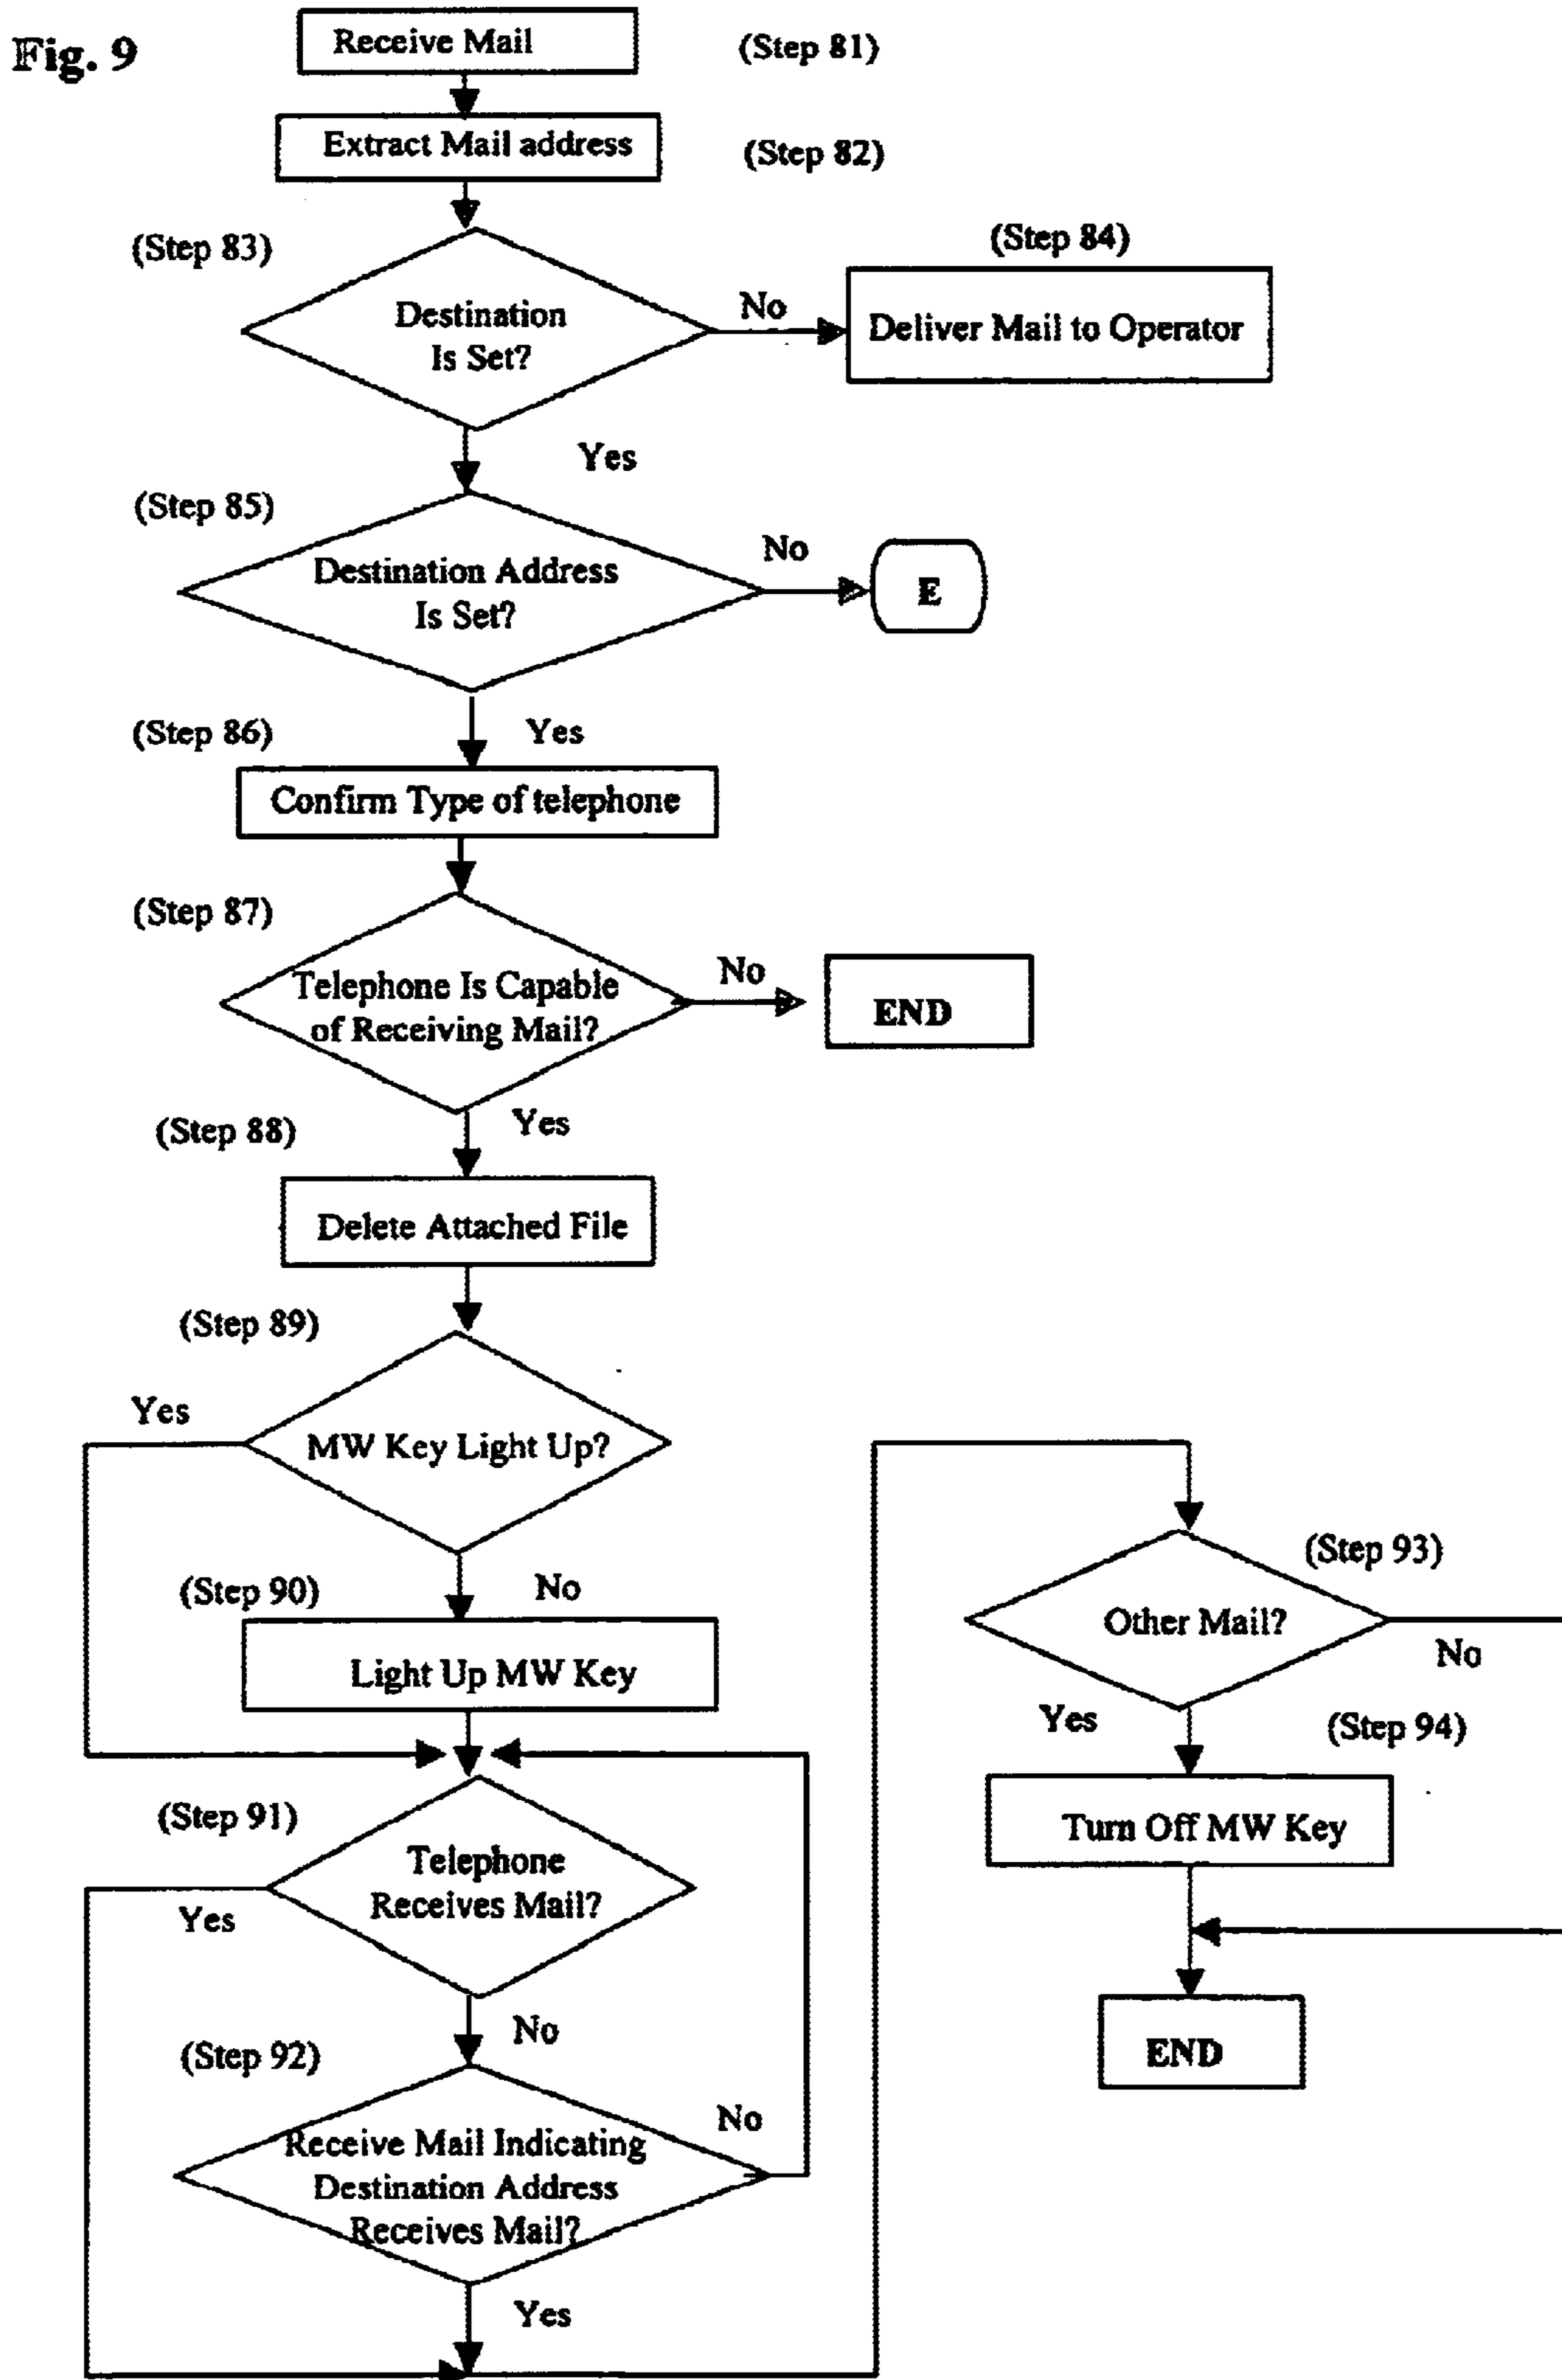 Fig. 9
Receive Mail
(Step 81)
Extract Mail address
(Step 82)
(Step 83)
Destination
Is Set?
No
(Step 84)
Deliver Mail to Operator
Yes
(Step 85)
Destination Address
Is Set?
No
E
(Step 86)
Yes
Confirm Type of telephone
(Step 87)
Telephone Is Capable
of Receiving Mail?
No
END
(Step 88)
Yes
Delete Attached File
(Step 89)
Yes
MW Key Light Up?
(Step 90)
No
Light Up MW Key
(Step 91)
Telephone
Receives Mail?
Yes
No
(Step 92)
Receive Mail Indicating
Destination Address
Receives Mail?
No
Yes
(Step 93)
Other Mail?
No
Yes
(Step 94)
Turn Off MW Key
END